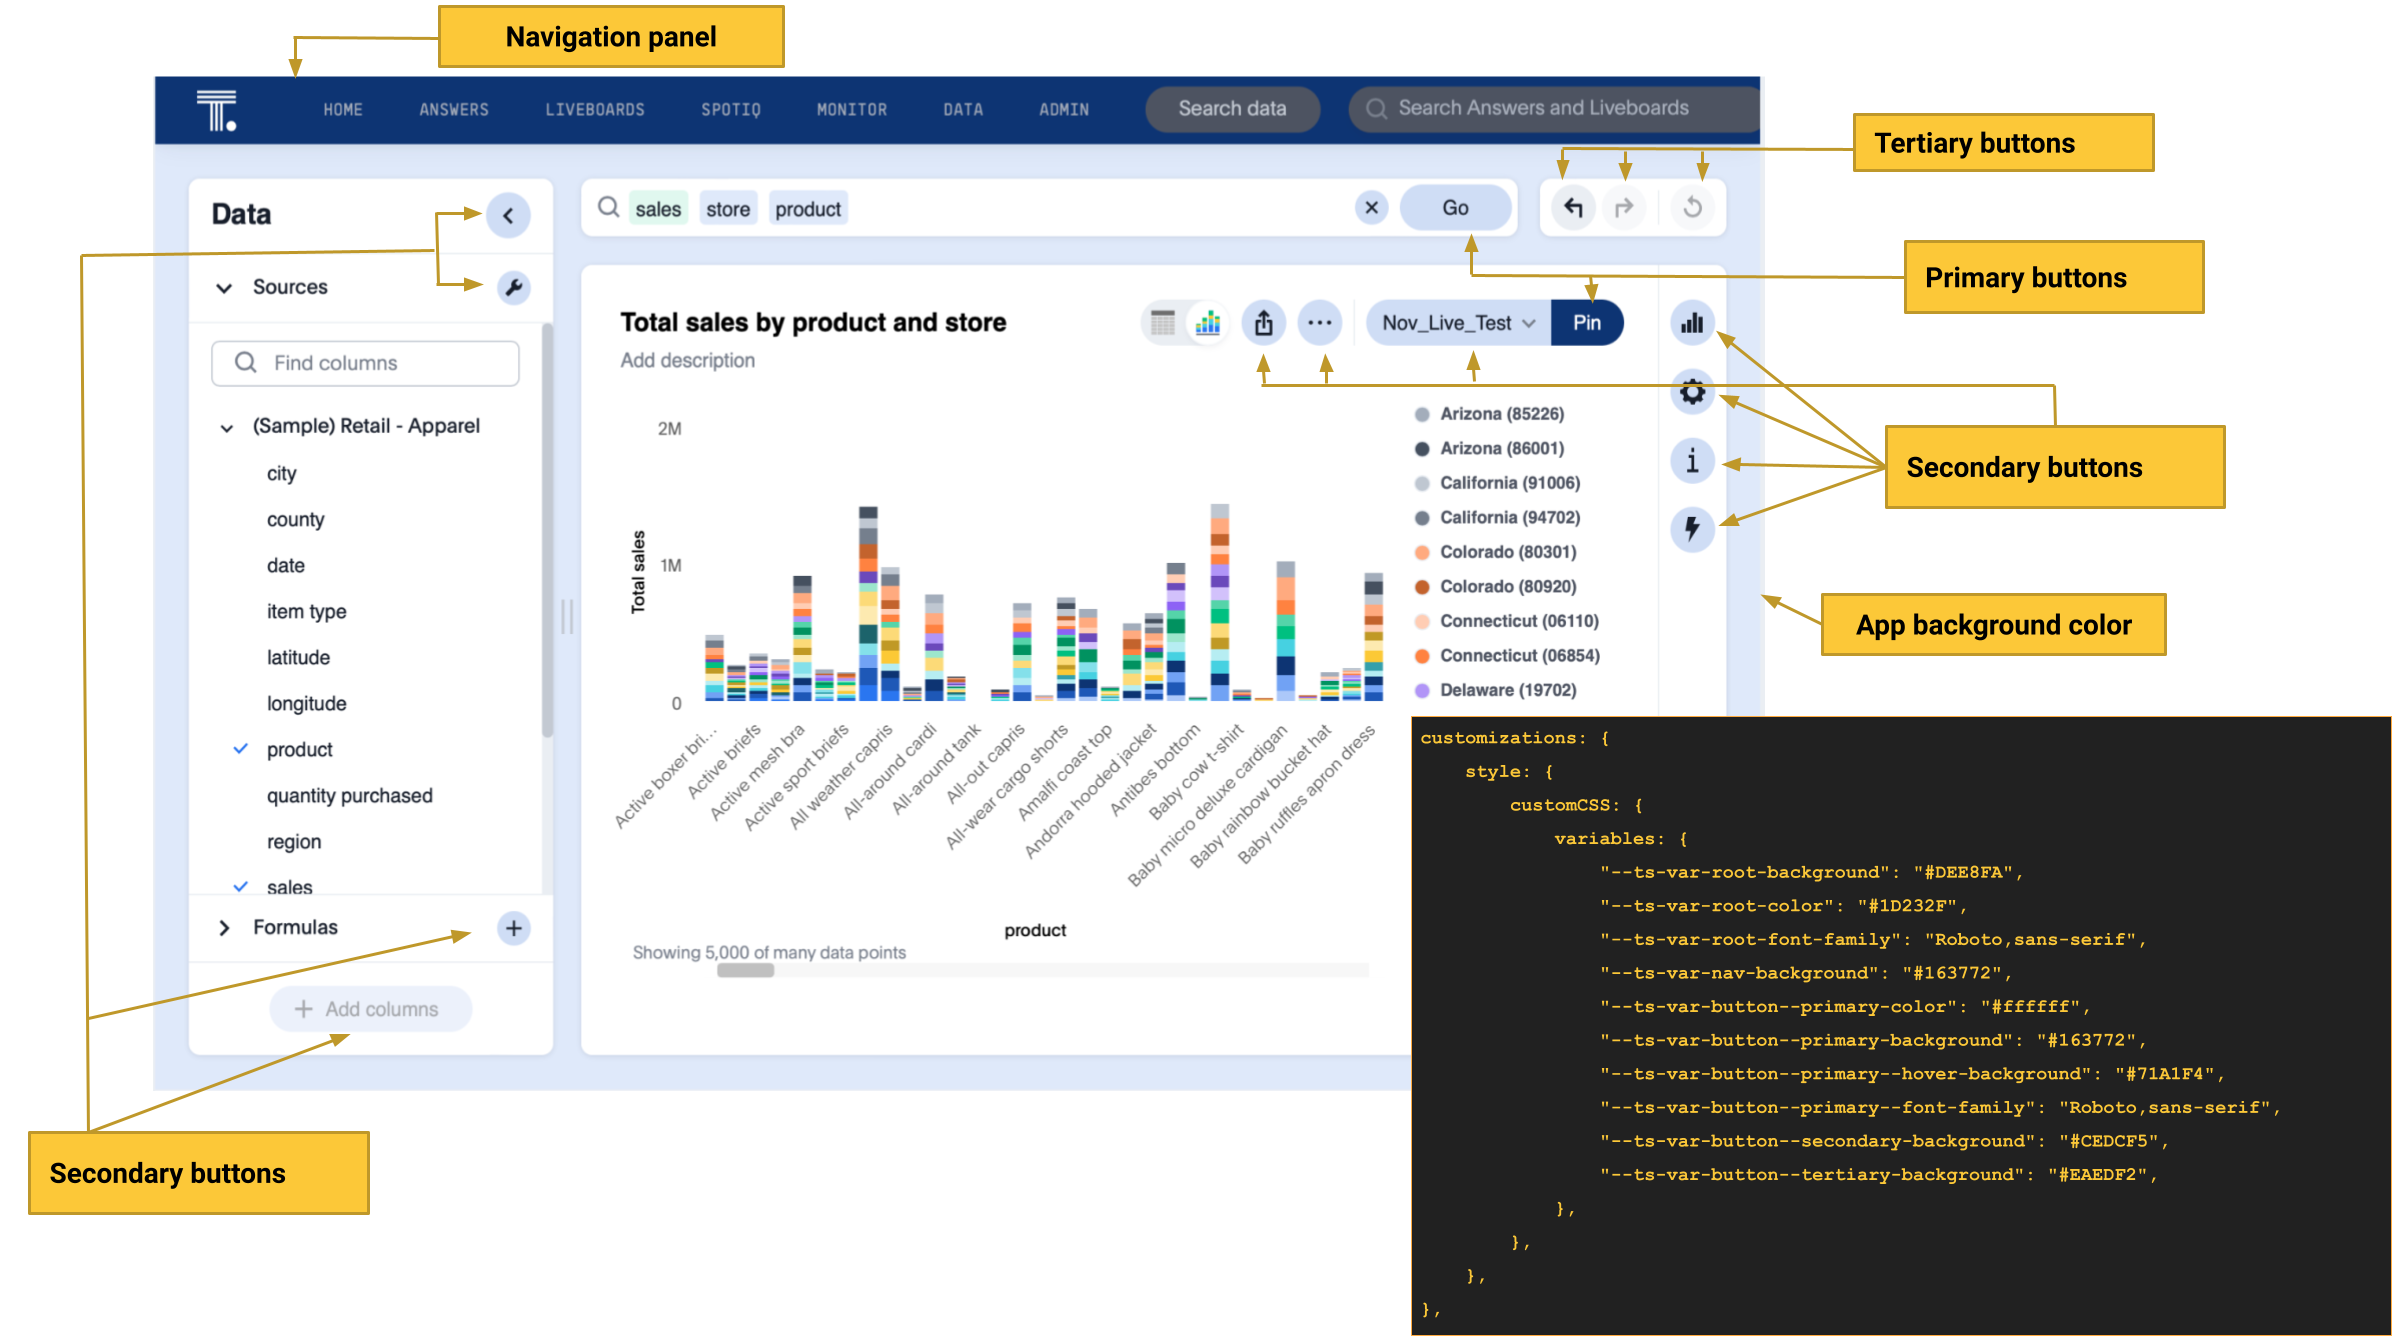 Navigation panel
HOME ANSWERS LIVEBOARDS SPOTIQ MONITOR DATA ADMIN Search data Search Answers and Liveboards
Tertiary buttons
Data
sales store product Go
Primary buttons
Sources
Total sales by product and store
Add description
Nov_Live_Test Pin
Find columns
(Sample) Retail - Apparel
city
county
date
item type
latitude
longitude
product
quantity purchased
region
sales
Formulas
+ Add columns
Secondary buttons
Total sales
2M
1M
0
Arizona (85226)
Arizona (86001)
California (91006)
California (94702)
Colorado (80301)
Colorado (80920)
Connecticut (06110)
Connecticut (06854)
Delaware (19702)
Secondary buttons
App background color
Active boxer bri...
Active briefs
Active mesh bra
Active sport briefs
All weather capris
All-around cardi
All-around tank
All-out capris
All-wear cargo shorts
Amalfi coast top
Andorra hooded jacket
Antibes bottom
Baby cow t-shirt
Baby micro deluxe cardigan
Baby rainbow bucket hat
Baby ruffles apron dress
product
Showing 5,000 of many data points
customizations: {
style: {
customCSS: {
variables: {
"--ts-var-root-background": "#DEE8FA",
"--ts-var-root-color": "#1D232F",
"--ts-var-root-font-family": "Roboto,sans-serif",
"--ts-var-nav-background": "#163772",
"--ts-var-button--primary-color": "#ffffff",
"--ts-var-button--primary-background": "#163772",
"--ts-var-button--primary--hover-background": "#71A1F4",
"--ts-var-button--primary--font-family": "Roboto,sans-serif",
"--ts-var-button--secondary-background": "#CEDCF5",
"--ts-var-button--tertiary-background": "#EAEDF2",
},
},
},
},